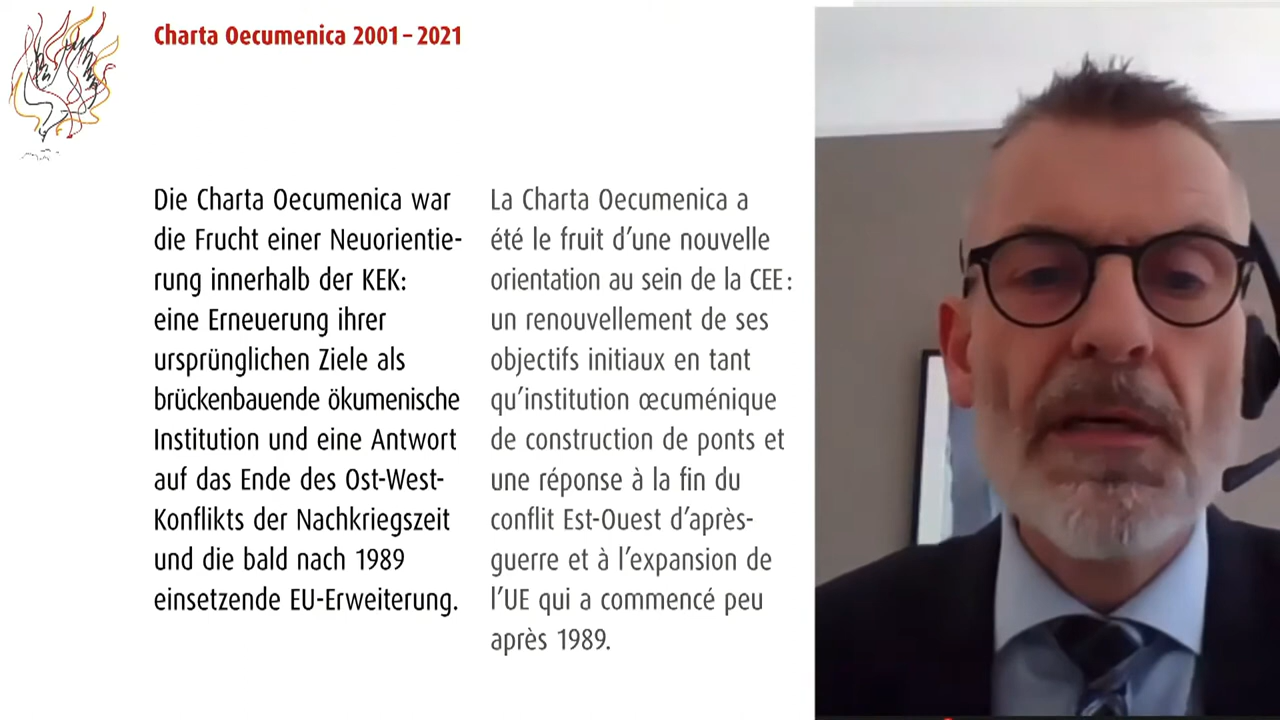 Charta Oecumenica 2001–2021
Die Charta Oecumenica war
die Frucht einer Neuorientie-
rung innerhalb der KEK:
eine Erneuerung ihrer
ursprünglichen Ziele als
brückenbauende ökumenische
Institution und eine Antwort
auf das Ende des Ost-West-
Konflikts der Nachkriegszeit
und die bald nach 1989
einsetzende EU-Erweiterung.
La Charta Oecumenica a
été le fruit d’une nouvelle
orientation au sein de la CEE :
un renouvellement de ses
objectifs initiaux en tant
qu’institution œcuménique
de construction de ponts et
une réponse à la fin du
conflit Est-Ouest d’après-
guerre et à l’expansion de
l’UE qui a commencé peu
après 1989.